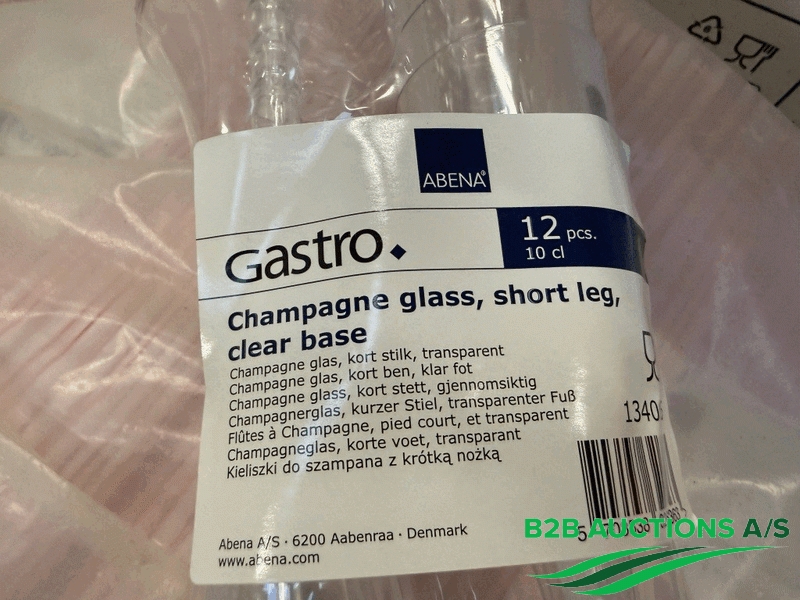 ABENA®
Gastro
12 pcs.
10 cl
Champagne glass, short leg,
clear base
Champagne glas, kort stilk, transparent
Champagne glas, kort ben, klar fot
Champagne glass, kort stett, gjennomsiktig
Champagnerglas, kurzer Stiel, transparenter Fuß
Flûtes à Champagne, pied court, et transparent
Champagneglas, korte voet, transparant
Kieliszki do szampana z krótką nożką
Abena A/S · 6200 Aabenraa · Denmark
www.abena.com
B2B AUCTIONS A/S